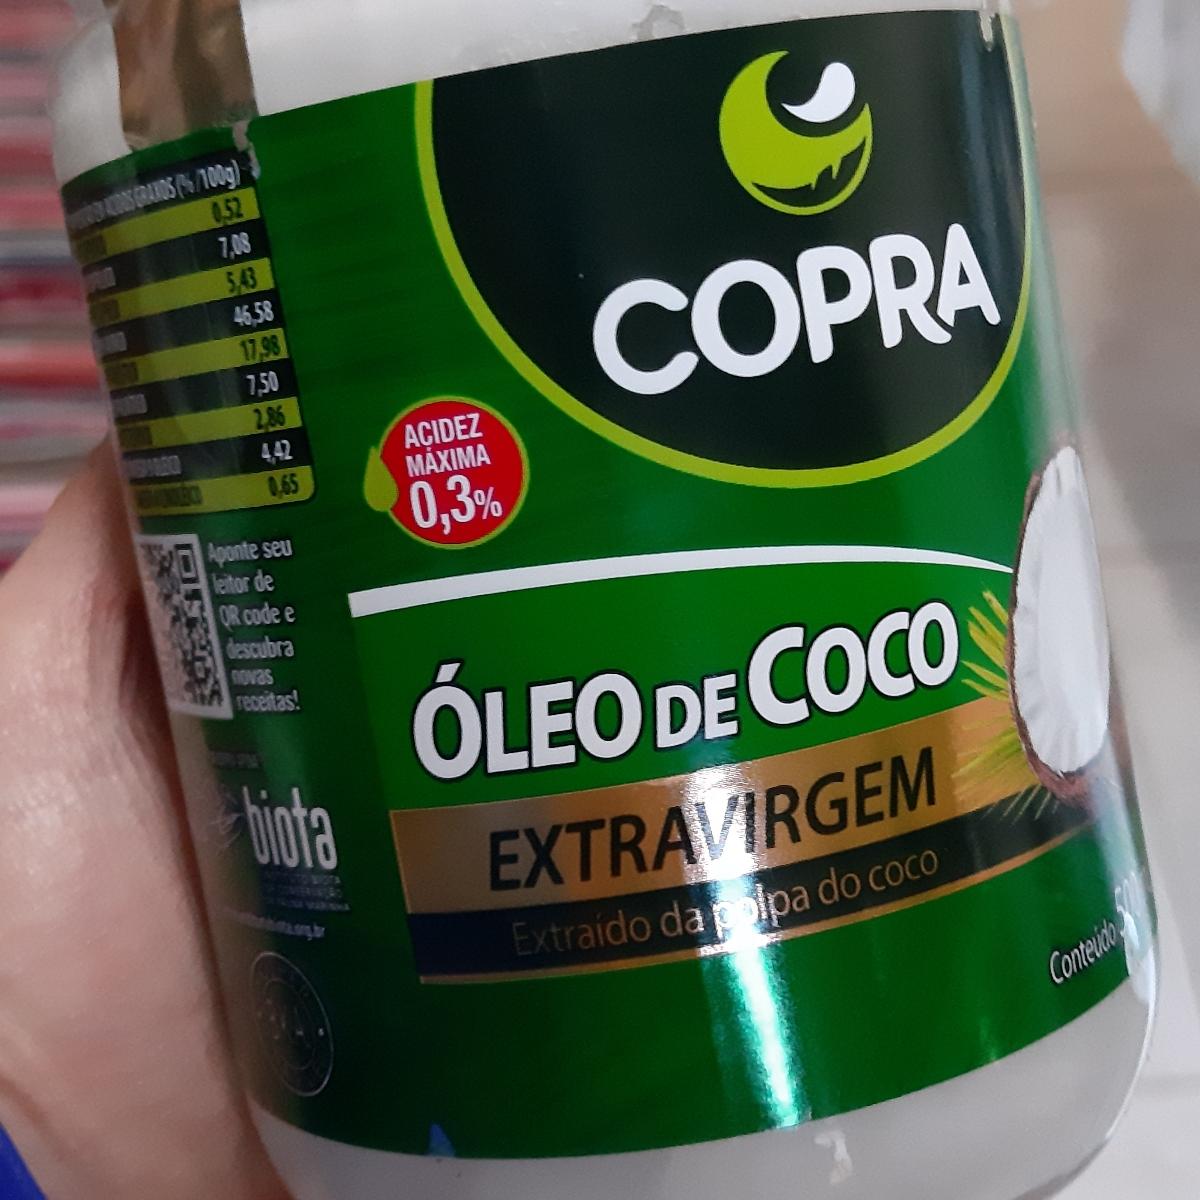 COPRA
ACIDEZ
MÁXIMA
0,3%
ÓLEO DE COCO
EXTRAVIRGEM
Extraído da polpa do coco
Conteúdo
GRAXOS (% /100g)
0,52
7,08
5,43
46,58
17,98
7,50
2,86
4,42
0,65
Aponte seu
leitor de
QR code e
descubra
novas
receitas!
biota